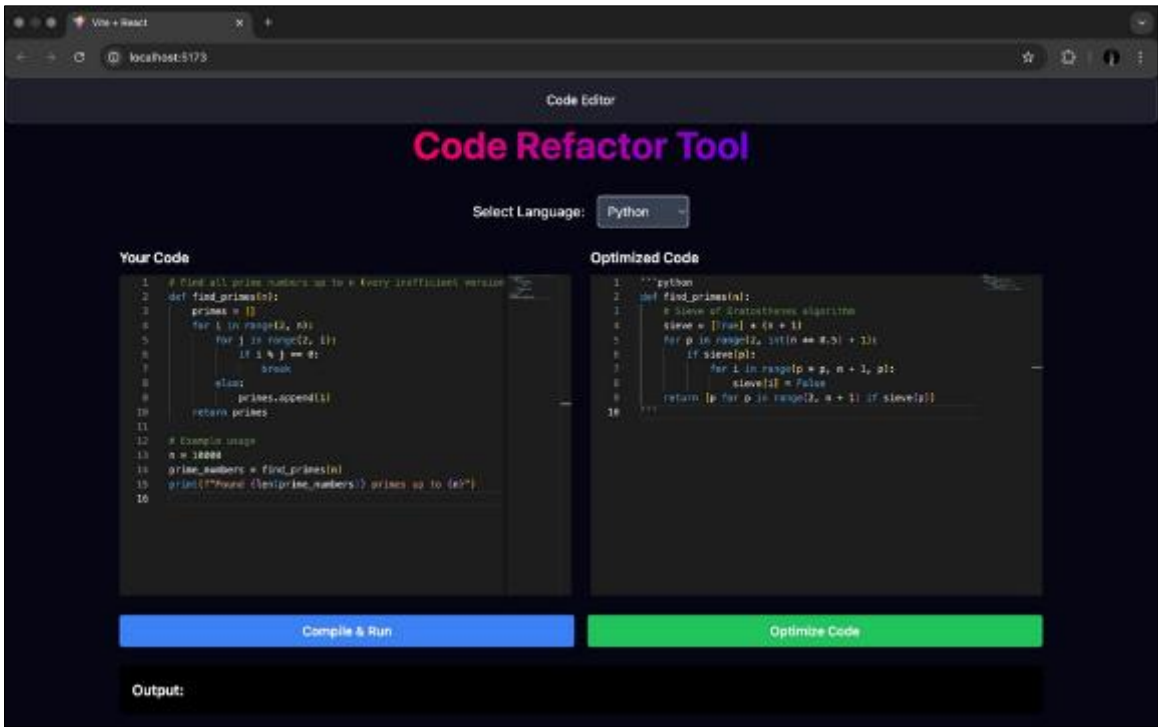 Vite + React
localhost:5173
Code Editor
Code Refactor Tool
Select Language: Python
Your Code
1 # Find all prime numbers up to n (very inefficient version
2 def find_primes(n):
3 primes = []
4 for i in range(2, n):
5 for j in range(2, i):
6 if i % j == 0:
7 break
8 else:
9 primes.append(i)
10 return primes
11
12 # Example usage
13 n = 10000
14 prime_numbers = find_primes(n)
15 print(f"Found {len(prime_numbers)} primes up to {n}")
16
Optimized Code
1 ```python
2 def find_primes(n):
3 # Sieve of Eratosthenes algorithm
4 sieve = [True] * (n + 1)
5 for p in range(2, int(n ** 0.5) + 1):
6 if sieve[p]:
7 for i in range(p * p, n + 1, p):
8 sieve[i] = False
9 return [p for p in range(2, n + 1) if sieve[p]]
10 ```
Compile & Run
Optimize Code
Output: